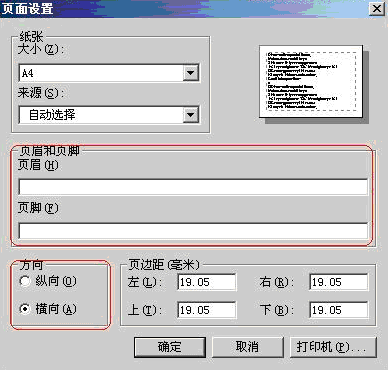 页面设置
纸张
大小(Z):
A4
来源(S):
自动选择
页眉和页脚
页眉(H)
页脚(F)
方向
纵向(O)
横向(A)
页边距(毫米)
左(L): 19.05 右(R): 19.05
上(T): 19.05 下(B): 19.05
确定 取消 打印机(P)...